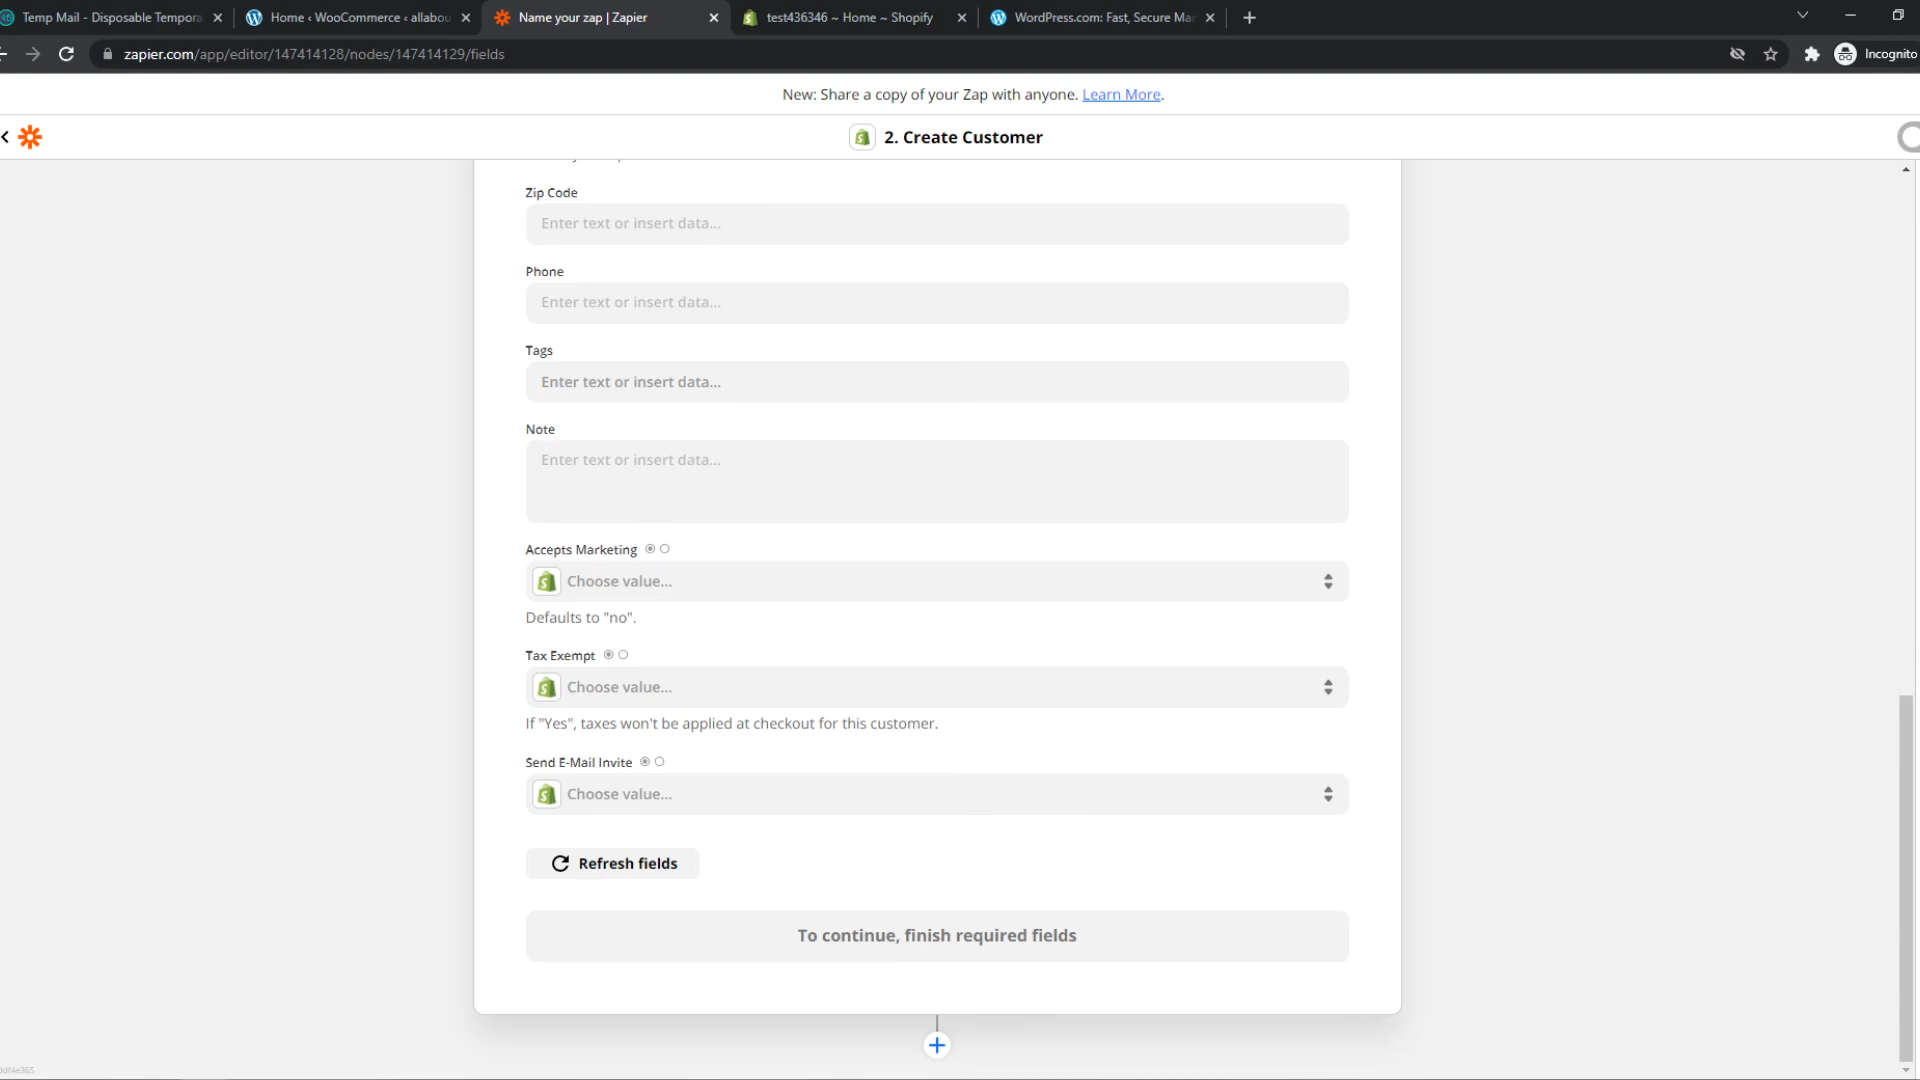 Temp Mail - Disposable Tempora
Home ‹ WooCommerce ‹ allabou
Name your zap | Zapier
test436346 ~ Home ~ Shopify
WordPress.com: Fast, Secure Ma
zapier.com/app/editor/147414128/nodes/147414129/fields
Incognito
New: Share a copy of your Zap with anyone. Learn More.
2. Create Customer
Zip Code
Enter text or insert data...
Phone
Enter text or insert data...
Tags
Enter text or insert data...
Note
Enter text or insert data...
Accepts Marketing
Choose value...
Defaults to "no".
Tax Exempt
Choose value...
If "Yes", taxes won't be applied at checkout for this customer.
Send E-Mail Invite
Choose value...
Refresh fields
To continue, finish required fields